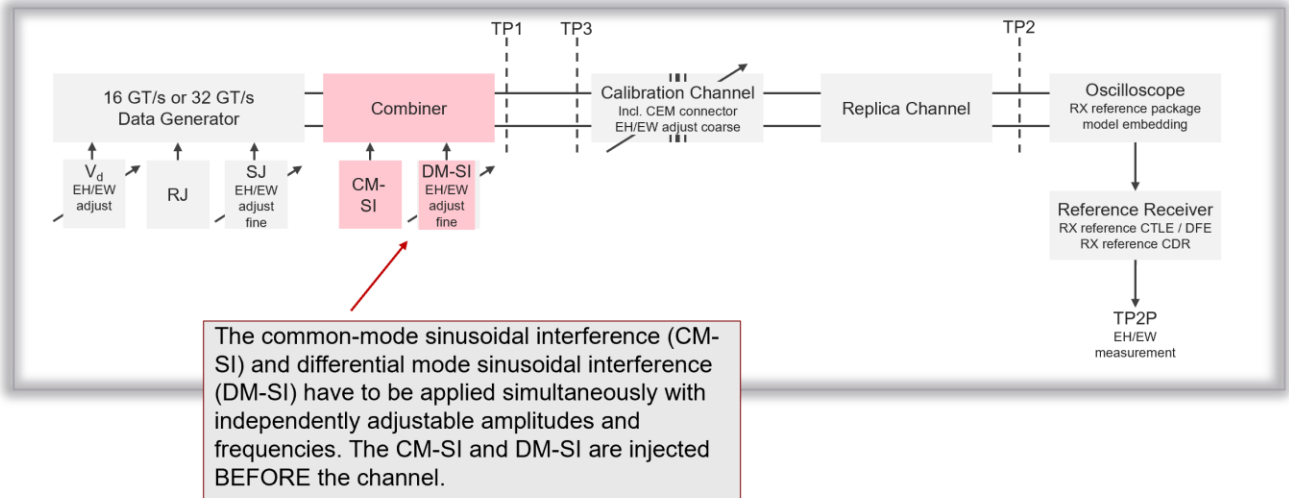 TP1
TP3
TP2
16 GT/s or 32 GT/s
Data Generator
Combiner
Calibration Channel
Incl. CEM connector
EH/EW adjust coarse
Replica Channel
Oscilloscope
RX reference package
model embedding
Vd
EH/EW
adjust
RJ
SJ
EH/EW
adjust
fine
CM-
SI
DM-SI
EH/EW
adjust
fine
Reference Receiver
RX reference CTLE / DFE
RX reference CDR
TP2P
EH/EW
measurement
The common-mode sinusoidal interference (CM-
SI) and differential mode sinusoidal interference
(DM-SI) have to be applied simultaneously with
independently adjustable amplitudes and
frequencies. The CM-SI and DM-SI are injected
BEFORE the channel.